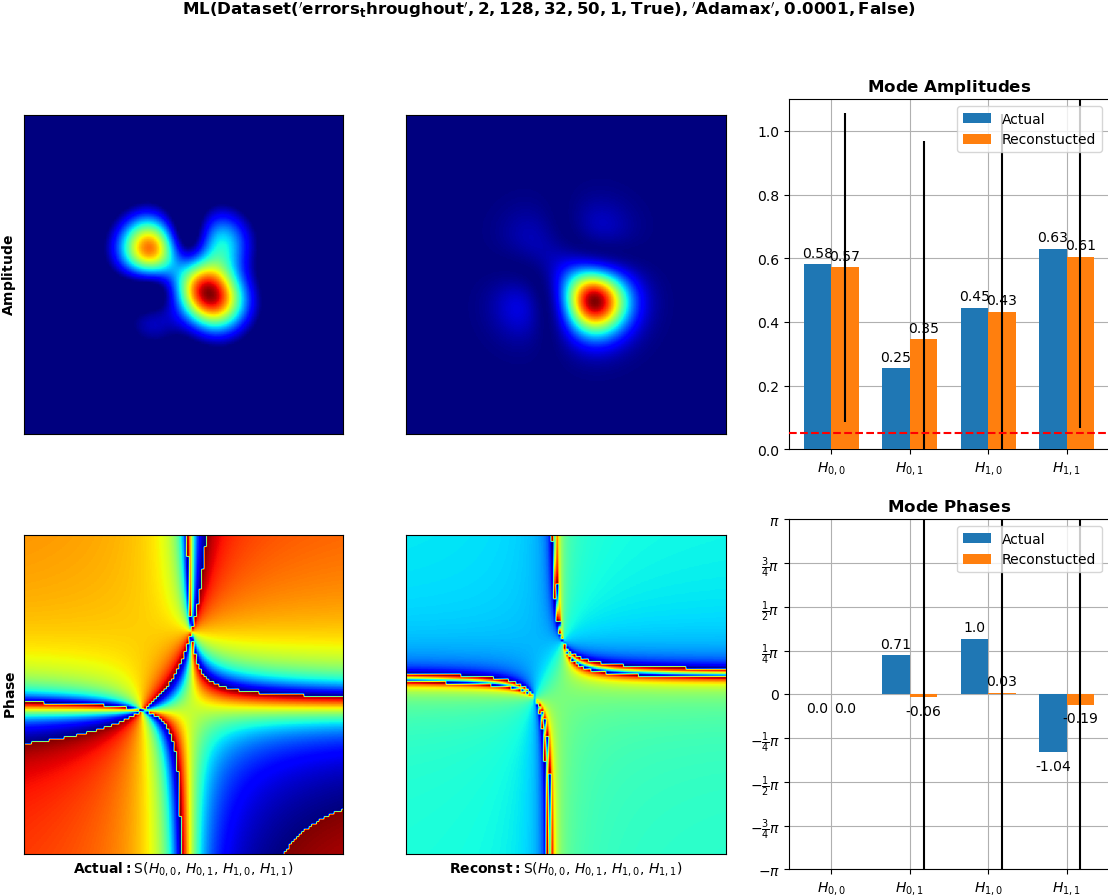 ML(Dataset('errors_throughout', 2, 128, 32, 50, 1, True), 'Adamax', 0.0001, False)
Amplitude
Mode Amplitudes
Actual
Reconstucted
1.0
0.8
0.6
0.4
0.2
0.0
0.58
0.57
0.25
0.35
0.45
0.43
0.63
0.61
H0,0
H0,1
H1,0
H1,1
Phase
Actual: S(H0,0, H0,1, H1,0, H1,1)
Reconst: S(H0,0, H0,1, H1,0, H1,1)
Mode Phases
Actual
Reconstucted
π
3/4π
1/2π
1/4π
0
−1/4π
−1/2π
−3/4π
−π
0.0
0.0
0.71
-0.06
1.0
0.03
-1.04
-0.19
H0,0
H0,1
H1,0
H1,1